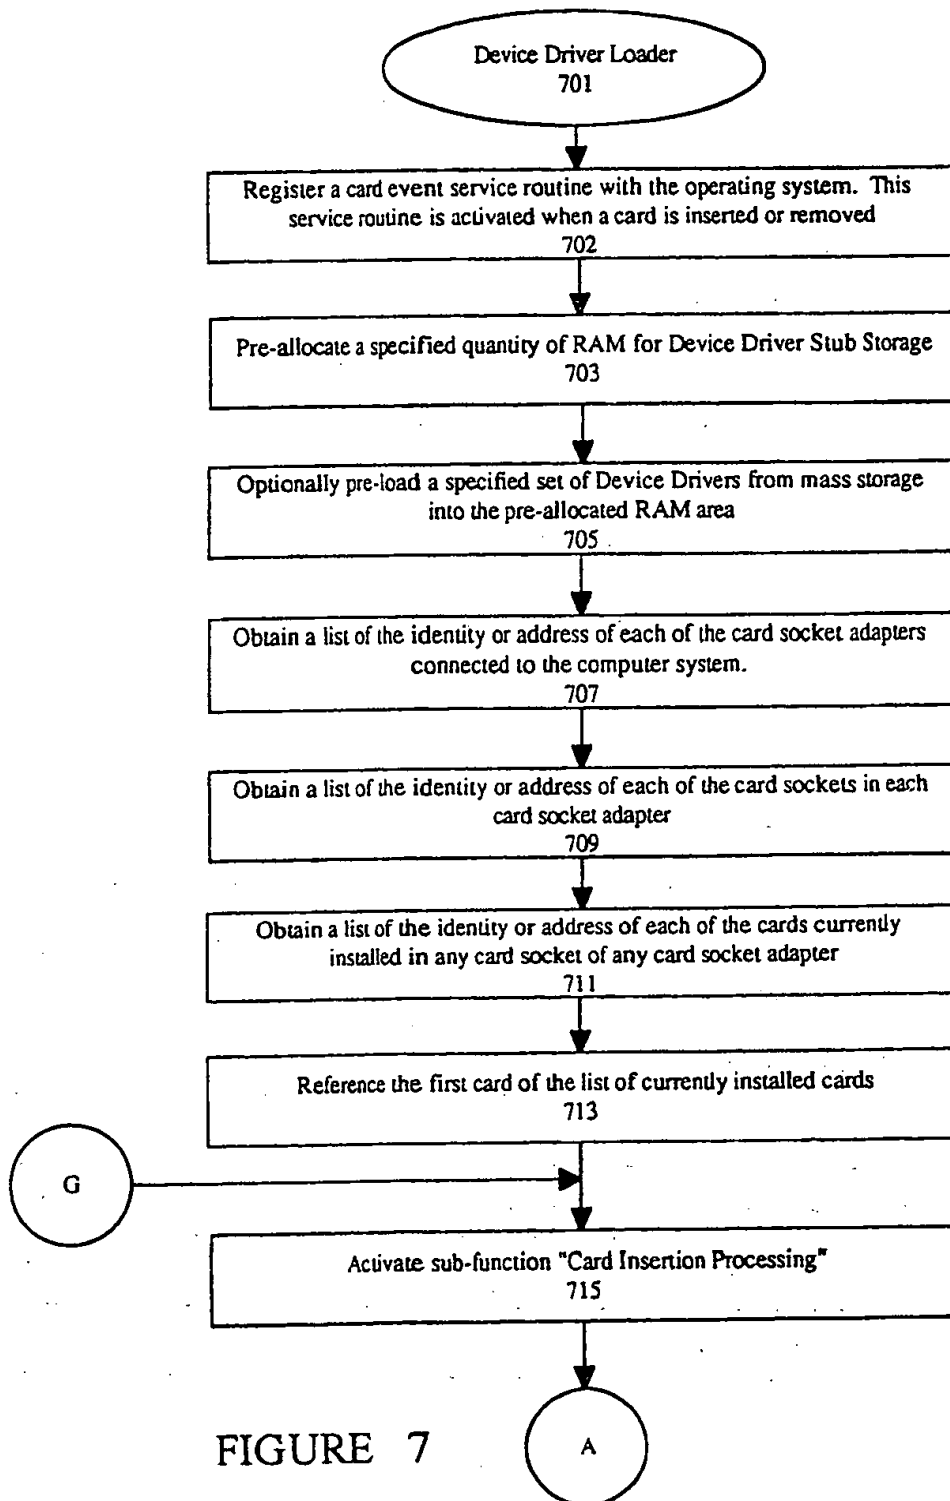 Device Driver Loader
701
Register a card event service routine with the operating system. This
service routine is activated when a card is inserted or removed
702
Pre-allocate a specified quantity of RAM for Device Driver Stub Storage
703
Optionally pre-load a specified set of Device Drivers from mass storage
into the pre-allocated RAM area
705
Obtain a list of the identity or address of each of the card socket adapters
connected to the computer system.
707
Obtain a list of the identity or address of each of the card sockets in each
card socket adapter
709
Obtain a list of the identity or address of each of the cards currently
installed in any card socket of any card socket adapter
711
Reference the first card of the list of currently installed cards
713
G
Activate sub-function "Card Insertion Processing"
715
A
FIGURE 7